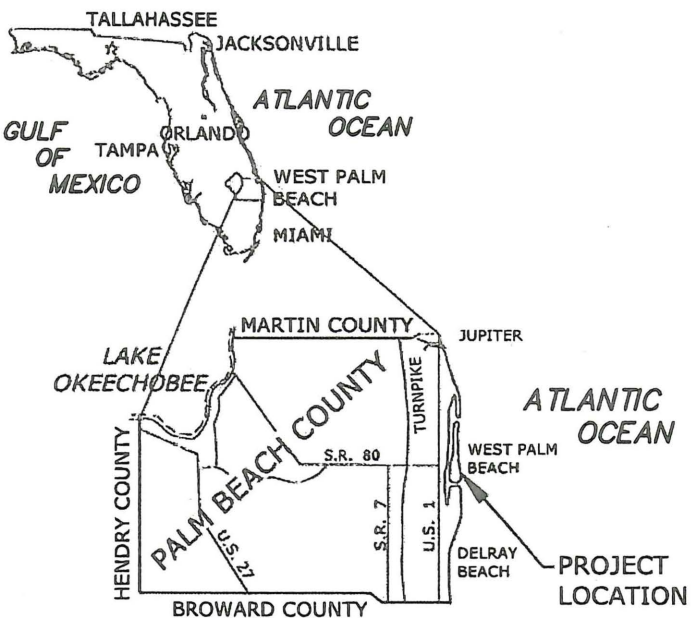 TALLAHASSEE
JACKSONVILLE
ATLANTIC
OCEAN
GULF
OF
MEXICO
ORLANDO
TAMPA
WEST PALM
BEACH
MIAMI
MARTIN COUNTY
JUPITER
LAKE
OKEECHOBEE
PALM BEACH COUNTY
TURNPIKE
ATLANTIC
OCEAN
WEST PALM
BEACH
S.R. 80
HENDRY COUNTY
U.S. 27
S.R. 7
U.S. 1
DELRAY
BEACH
PROJECT
LOCATION
BROWARD COUNTY